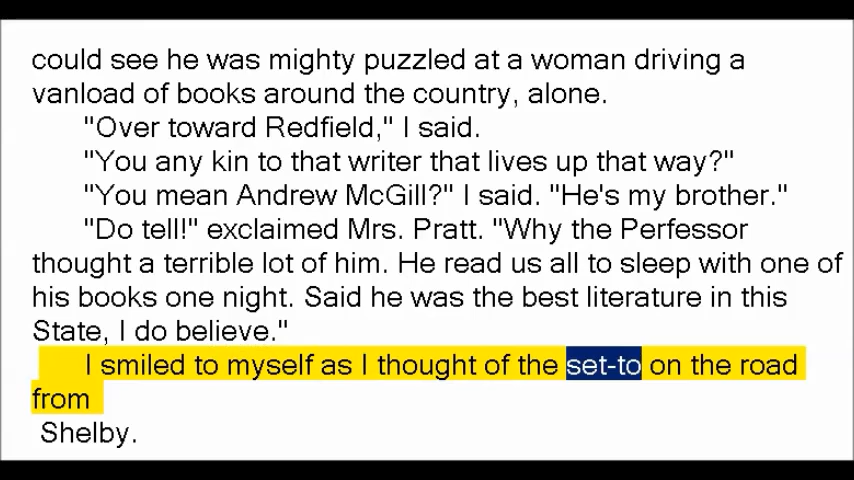 could see he was mighty puzzled at a woman driving a
vanload of books around the country, alone.
"Over toward Redfield," I said.
"You any kin to that writer that lives up that way?"
"You mean Andrew McGill?" I said. "He's my brother."
"Do tell!" exclaimed Mrs. Pratt. "Why the Perfessor
thought a terrible lot of him. He read us all to sleep with one of
his books one night. Said he was the best literature in this
State, I do believe."
I smiled to myself as I thought of the set-to on the road
from
Shelby.